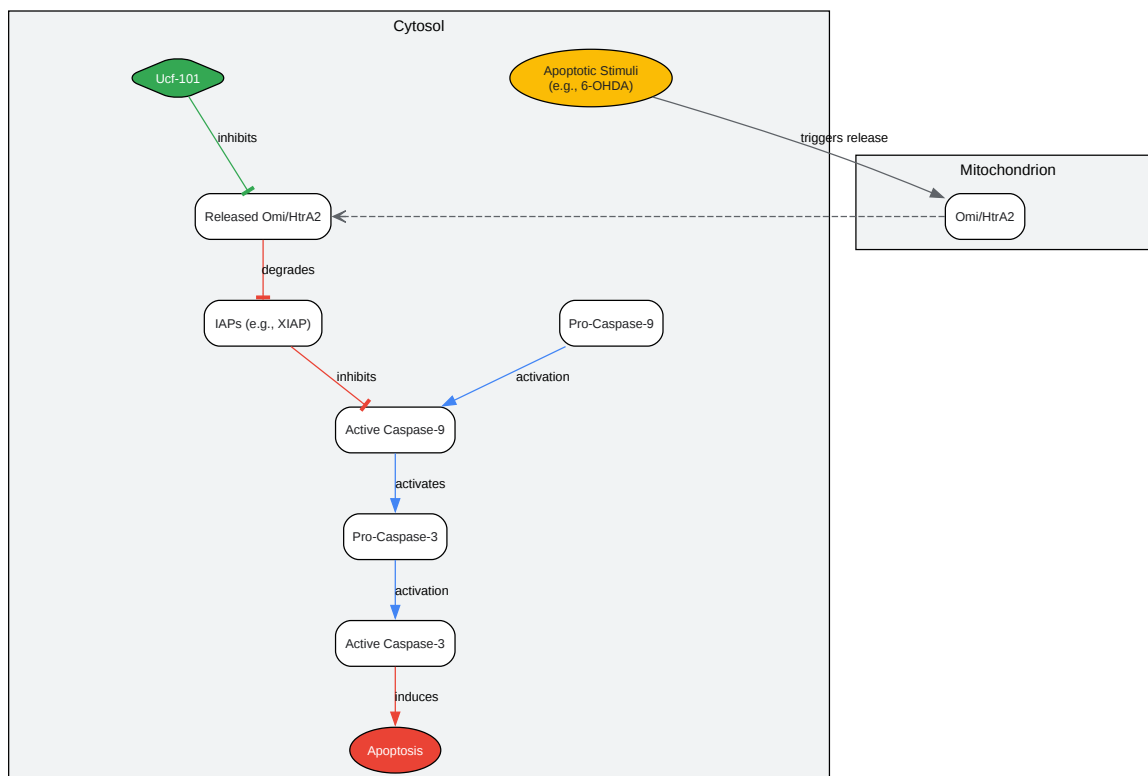 Cytosol
Ucf-101
Apoptotic Stimuli
(e.g., 6-OHDA)
inhibits
triggers release
Mitochondrion
Released Omi/HtrA2
Omi/HtrA2
degrades
IAPs (e.g., XIAP)
Pro-Caspase-9
inhibits
activation
Active Caspase-9
activates
Pro-Caspase-3
activation
Active Caspase-3
induces
Apoptosis